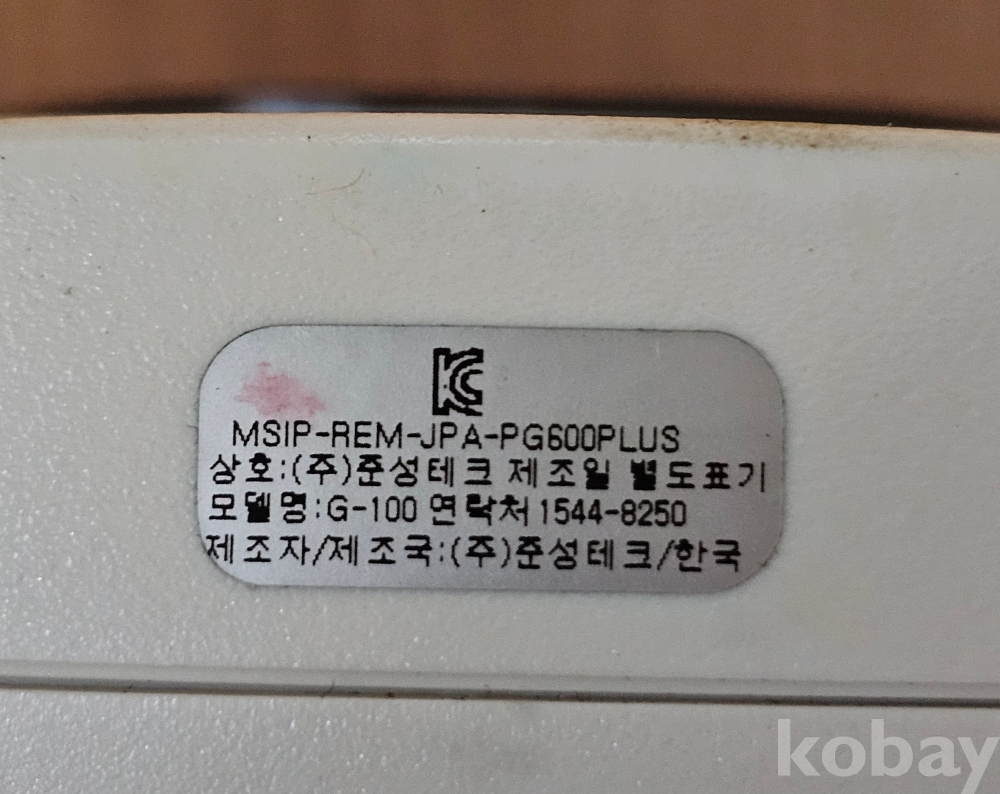 KC
MSIP-REM-JPA-PG600PLUS
상호:(주)준성테크 제조일 별도표기
모델명:G-100 연락처 1544-8250
제조자/제조국:(주)준성테크/한국
kobay